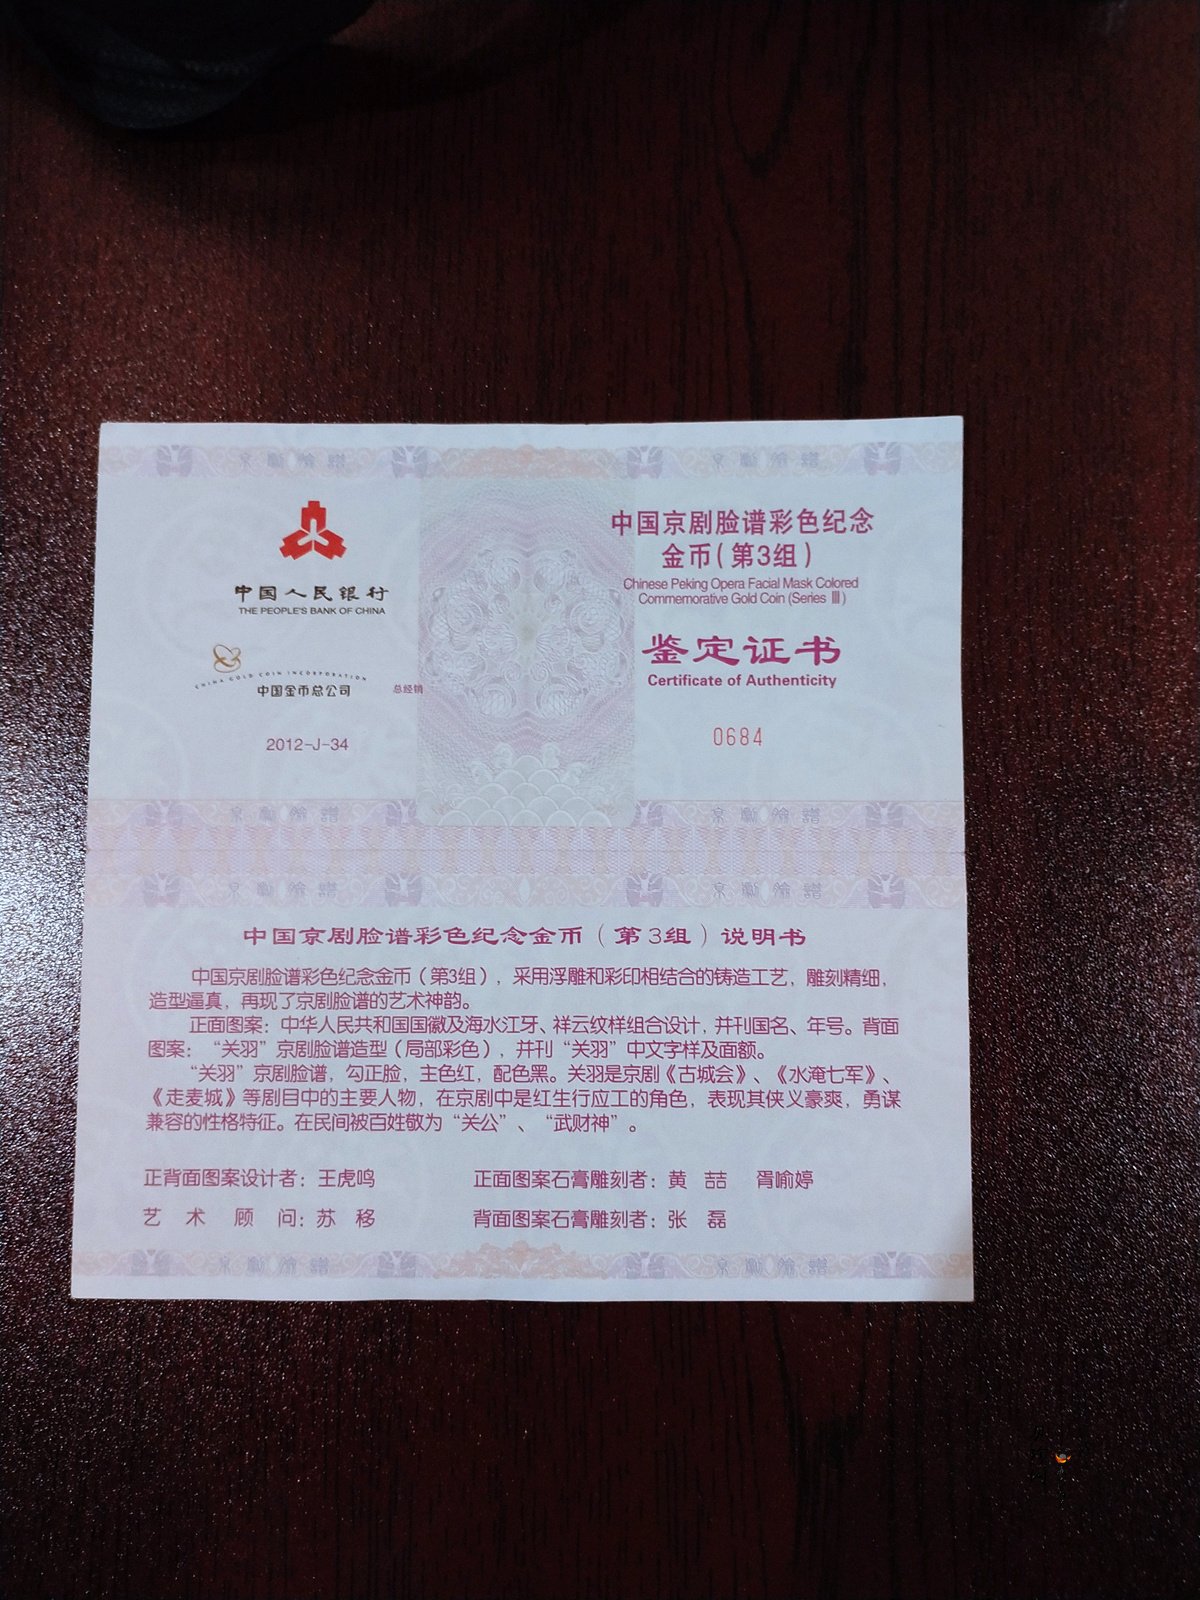 中国人民银行
THE PEOPLE'S BANK OF CHINA
CHINA GOLD COIN INCORPORATION
中国金币总公司
总经销
2012-J-34
中国京剧脸谱彩色纪念
金币(第3组)
Chinese Peking Opera Facial Mask Colored
Commemorative Gold Coin (Series Ⅲ)
鉴定证书
Certificate of Authenticity
0684
中国京剧脸谱彩色纪念金币(第3组)说明书
中国京剧脸谱彩色纪念金币(第3组),采用浮雕和彩印相结合的铸造工艺,雕刻精细,
造型逼真,再现了京剧脸谱的艺术神韵。
正面图案:中华人民共和国国徽及海水江牙、祥云纹样组合设计,并刊国名、年号。背面
图案:“关羽”京剧脸谱造型(局部彩色),并刊“关羽”中文字样及面额。
“关羽”京剧脸谱,勾正脸,主色红,配色黑。关羽是京剧《古城会》、《水淹七军》、
《走麦城》等剧目中的主要人物,在京剧中是红生行应工的角色,表现其侠义豪爽,勇谋
兼容的性格特征。在民间被百姓敬为“关公”、“武财神”。
正背面图案设计者:王虎鸣
正面图案石膏雕刻者:黄 喆 胥喻婷
艺 术 顾 问:苏 移
背面图案石膏雕刻者:张 磊